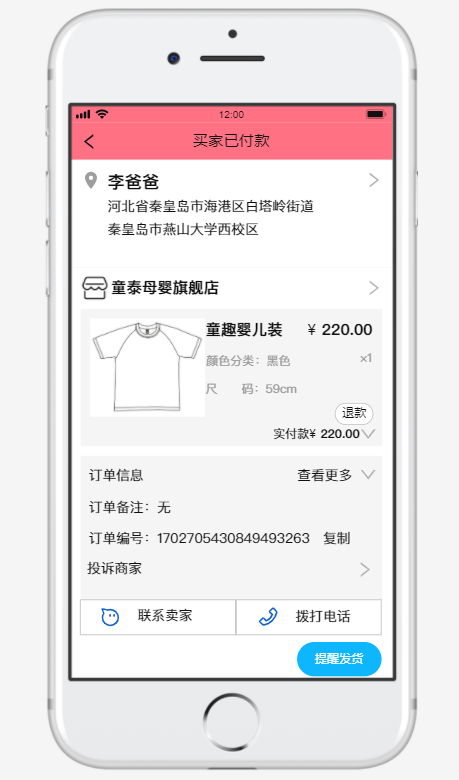 12:00
买家已付款
李爸爸
河北省秦皇岛市海港区白塔岭街道
秦皇岛市燕山大学西校区
童泰母婴旗舰店
童趣婴儿装 ¥ 220.00
颜色分类：黑色 ×1
尺 码：59cm
退款
实付款¥ 220.00
订单信息 查看更多
订单备注：无
订单编号：1702705430849493263 复制
投诉商家
联系卖家 拨打电话
提醒发货